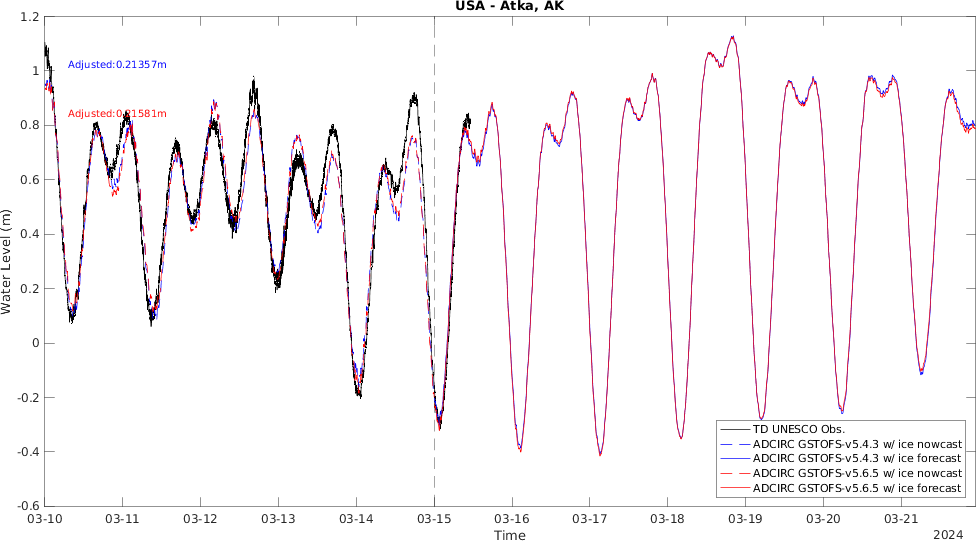 USA - Atka, AK
Adjusted:0.21357m
Adjusted:0.21581m
Water Level (m)
1.2
1
0.8
0.6
0.4
0.2
0
-0.2
-0.4
-0.6
TD UNESCO Obs.
ADCIRC GSTOFS-v5.4.3 w/ ice nowcast
ADCIRC GSTOFS-v5.4.3 w/ ice forecast
ADCIRC GSTOFS-v5.6.5 w/ ice nowcast
ADCIRC GSTOFS-v5.6.5 w/ ice forecast
03-10 03-11 03-12 03-13 03-14 03-15 03-16 03-17 03-18 03-19 03-20 03-21
Time
2024